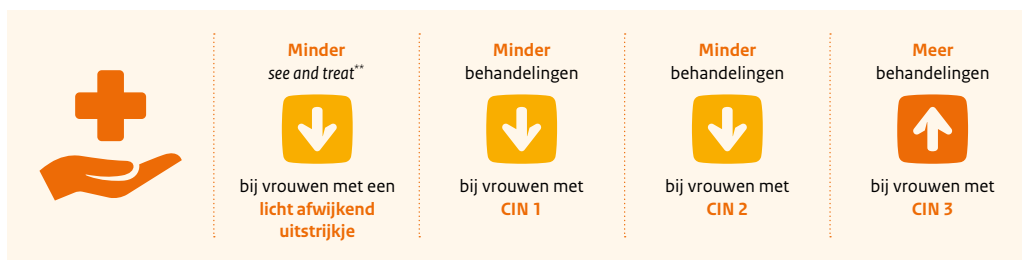 Minder
see and treat**
bij vrouwen met een
licht afwijkend
uitstrijkje
Minder
behandelingen
bij vrouwen met
CIN 1
Minder
behandelingen
bij vrouwen met
CIN 2
Meer
behandelingen
bij vrouwen met
CIN 3